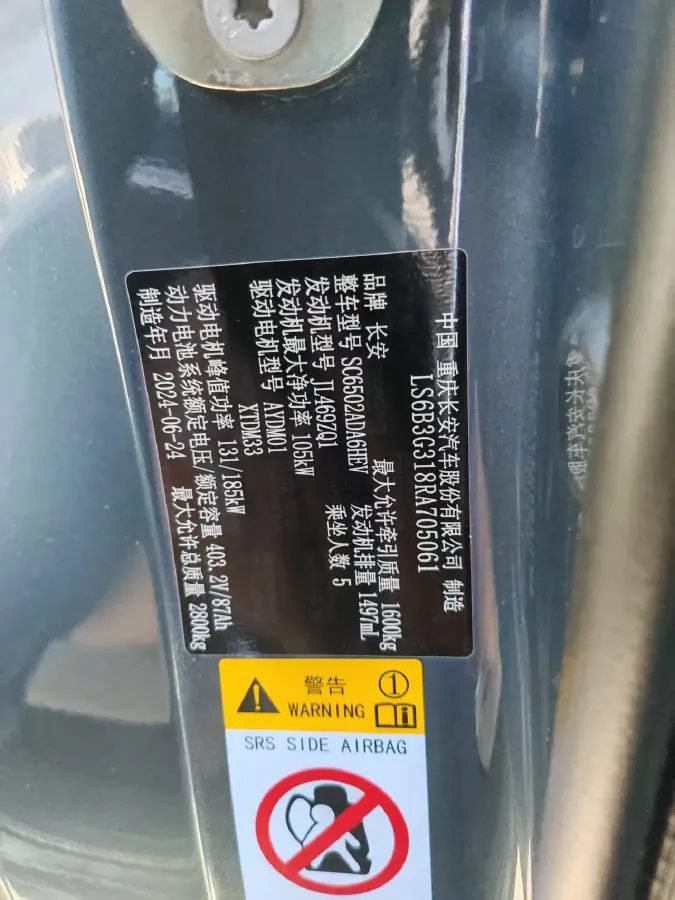 中国 重庆长安汽车股份有限公司 制造
LS6B3G318RA705061
品牌 长安 最大允许牵引质量 1600kg
整车型号 SC6502ADA6HEV 发动机排量 1497mL
发动机型号 JL469ZQ1 乘坐人数 5
发动机最大净功率 105kW
驱动电机型号 AYDM01
XTDM33
驱动电机峰值功率 131/185kW
动力电池系统额定电压/额定容量 403.2V/87Ah
制造年月 2024-06-24 最大允许总质量 2800kg
警告 1
WARNING
SRS SIDE AIRBAG